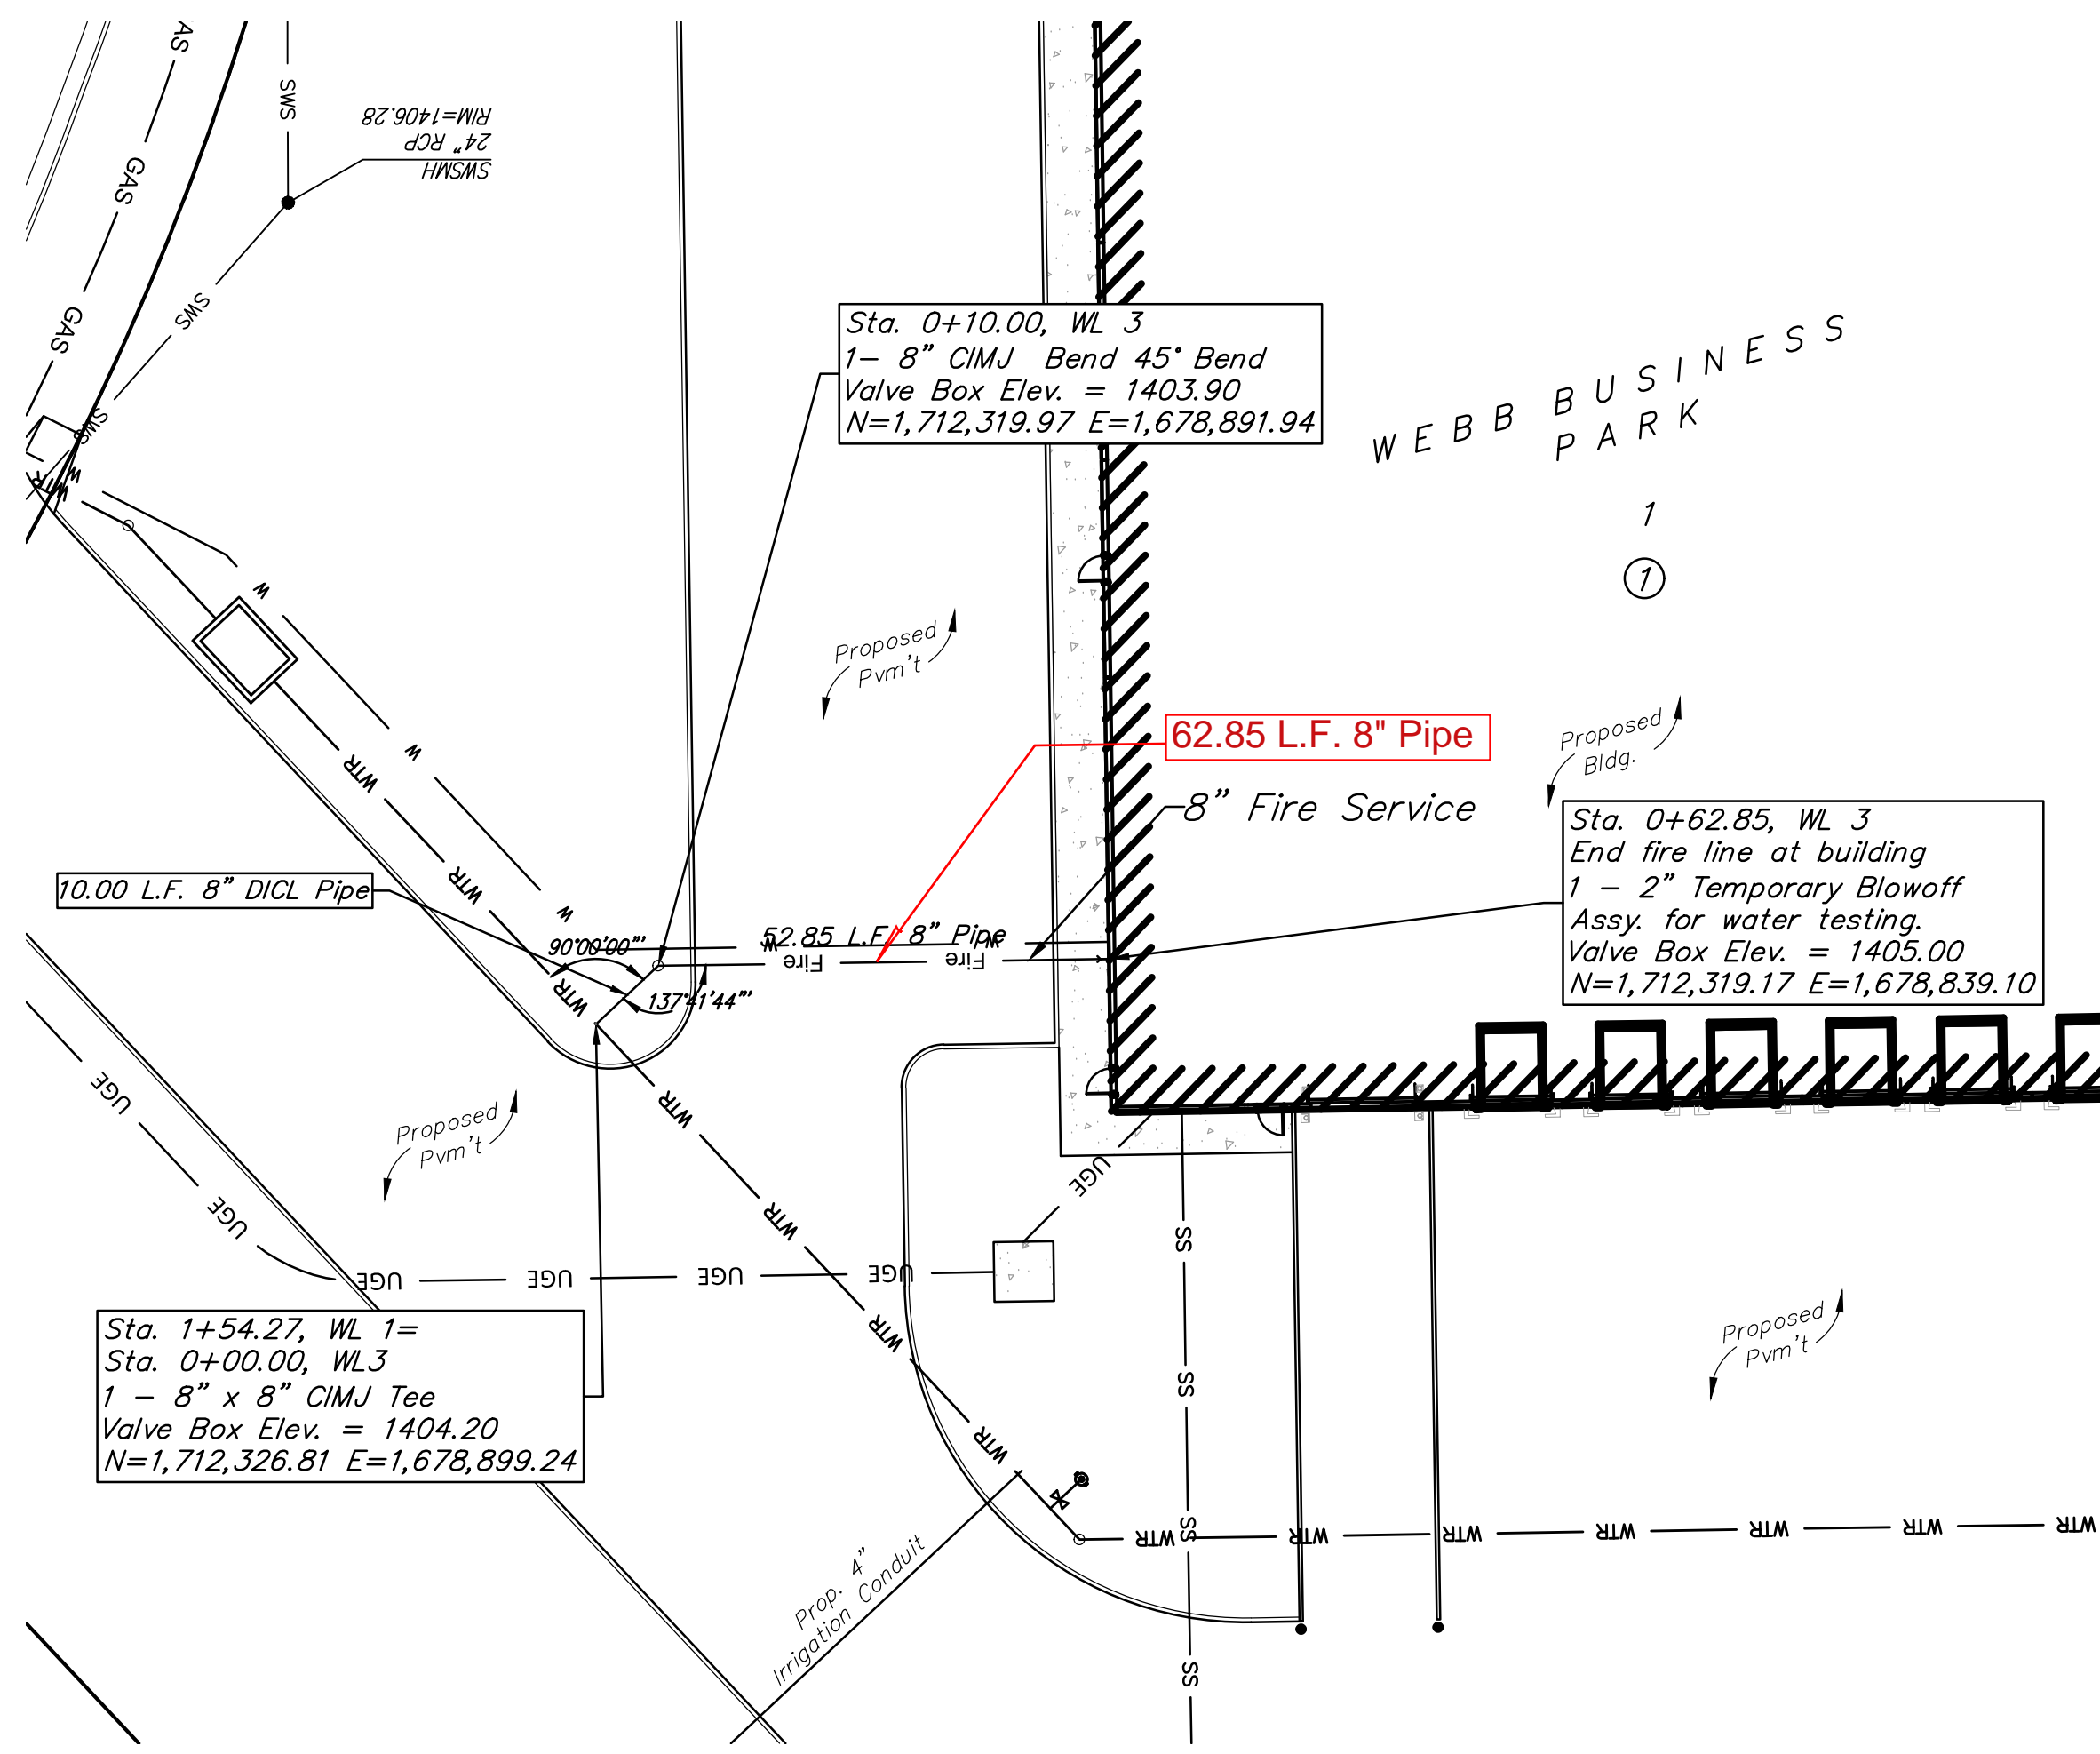 AS
SWS
RIM=1406.28
24" RCP
SWSMH
GAS
SWS
GAS
SWS
Sta. 0+10.00, WL 3
1- 8" CIMJ Bend 45° Bend
Valve Box Elev. = 1403.90
N=1,712,319.97 E=1,678,891.94
WEBB BUSINESS
PARK
1
1
W
WTR
W
Proposed
Pvm't
W
WTR
62.85 L.F. 8" Pipe
Proposed
Bldg.
8" Fire Service
Sta. 0+62.85, WL 3
End fire line at building
1 - 2" Temporary Blowoff
Assy. for water testing.
Valve Box Elev. = 1405.00
N=1,712,319.17 E=1,678,839.10
10.00 L.F. 8" DICL Pipe
WTR
W
90°00'00"'
52.85 L.F. 8" Pipe
W
W
Fire
Fire
WTR
137°41'44"'
UGE
WTR
Proposed
Pvm't
UGE
UGE
WTR
SS
UGE
UGE
UGE
UGE
WTR
Proposed
Pvm't
Sta. 1+54.27, WL 1=
Sta. 0+00.00, WL3
1 - 8" x 8" CIMJ Tee
Valve Box Elev. = 1404.20
N=1,712,326.81 E=1,678,899.24
SS
WTR
SS
WTR
WTR
WTR
WTR
WTR
WTR
WTR
Prop. 4"
Irrigation Conduit
SS